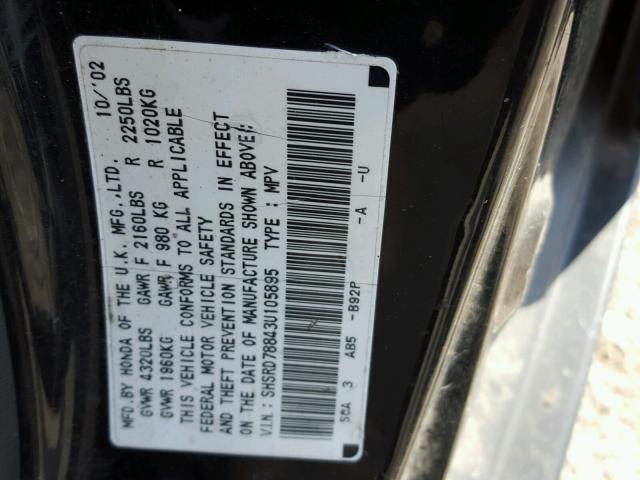 MFD.BY HONDA OF THE U.K. MFG.,LTD. 10/'02
GVWR 4320LBS GAWR F 2160LBS R 2250LBS
GVWR 1960KG GAWR F 980 KG R 1020KG
THIS VEHICLE CONFORMS TO ALL APPLICABLE
FEDERAL MOTOR VEHICLE SAFETY
AND THEFT PREVENTION STANDARDS IN EFFECT
ON THE DATE OF MANUFACTURE SHOWN ABOVE.
V.I.N.: SHSRD78843U105895 TYPE : MPV
SCA 3 AB5 -B92P -A -U